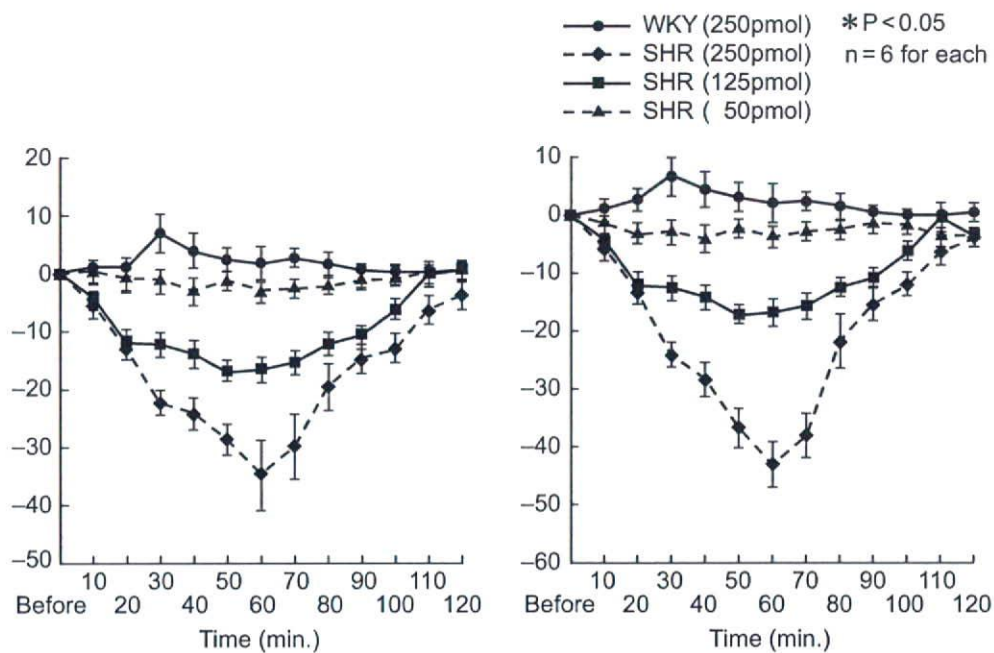 WKY (250pmol)
SHR (250pmol)
SHR (125pmol)
SHR ( 50pmol)
*P<0.05
n=6 for each
20
10
0
–10
–20
–30
–40
–50
10 30 50 70 90 110
Before 20 40 60 80 100 120
Time (min.)
10
0
–10
–20
–30
–40
–50
–60
10 30 50 70 90 110
Before 20 40 60 80 100 120
Time (min.)